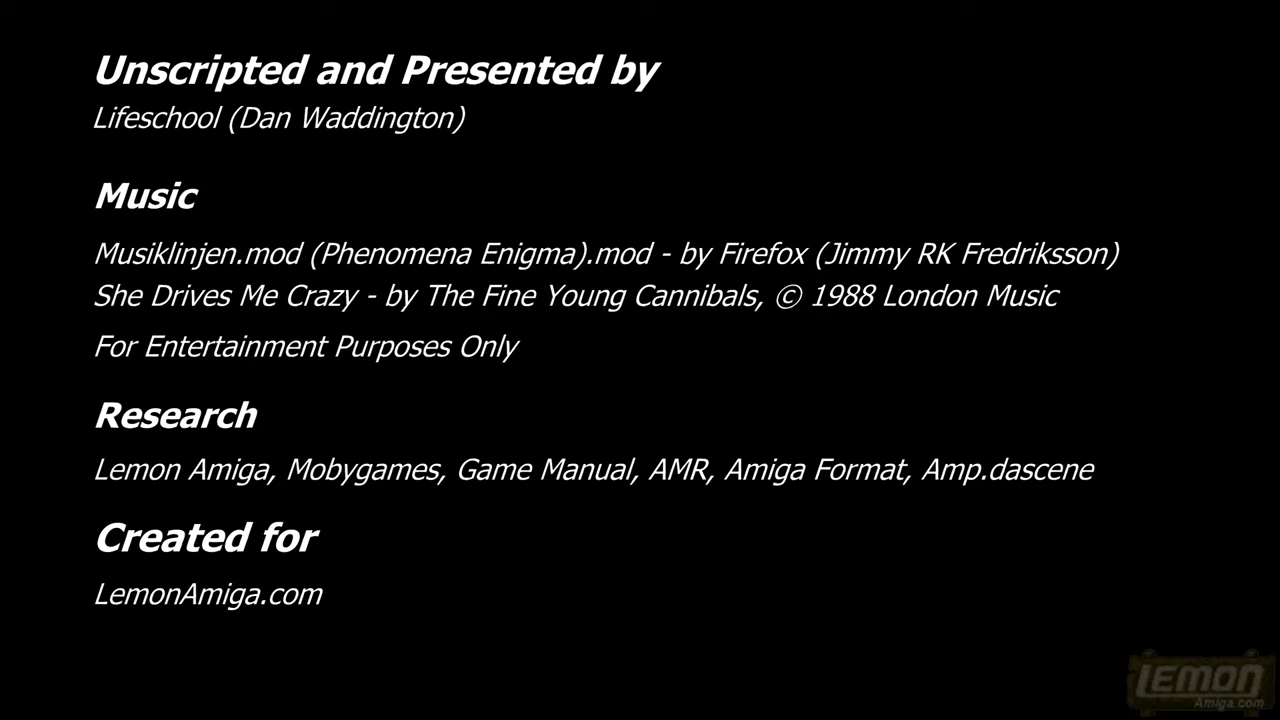 Unscripted and Presented by
Lifeschool (Dan Waddington)
Music
Musiklinjen.mod (Phenomena Enigma).mod - by Firefox (Jimmy RK Fredriksson)
She Drives Me Crazy - by The Fine Young Cannibals, © 1988 London Music
For Entertainment Purposes Only
Research
Lemon Amiga, Mobygames, Game Manual, AMR, Amiga Format, Amp.dascene
Created for
LemonAmiga.com
LEMON
Amiga.com